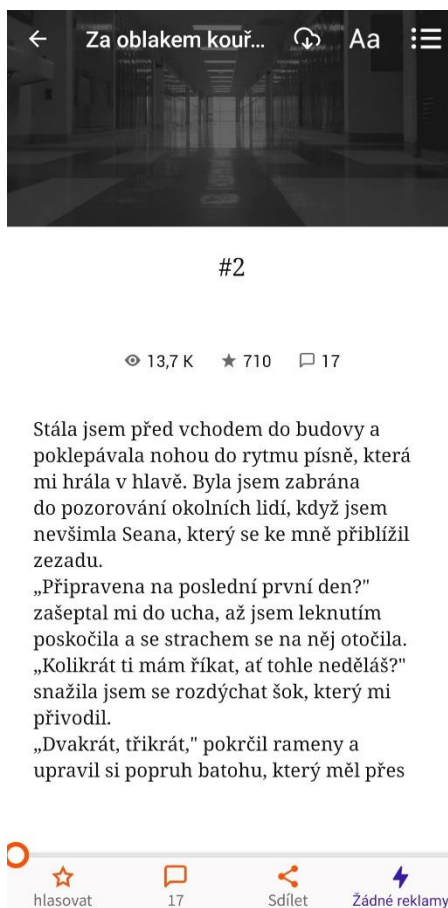 Za oblakem kouř...
Aa
#2
13,7 K
710
17
Stála jsem před vchodem do budovy a
poklepávala nohou do rytmu písně, která
mi hrála v hlavě. Byla jsem zabrána
do pozorování okolních lidí, když jsem
nevšimla Seana, který se ke mně přiblížil
zezadu.
„Připravena na poslední první den?"
zašeptal mi do ucha, až jsem leknutím
poskočila a se strachem se na něj otočila.
„Kolikrát ti mám říkat, ať tohle neděláš?"
snažila jsem se rozdýchat šok, který mi
přivodil.
„Dvakrát, třikrát," pokrčil rameny a
upravil si popruh batohu, který měl přes
hlasovat
17
Sdílet
Žádné reklamy